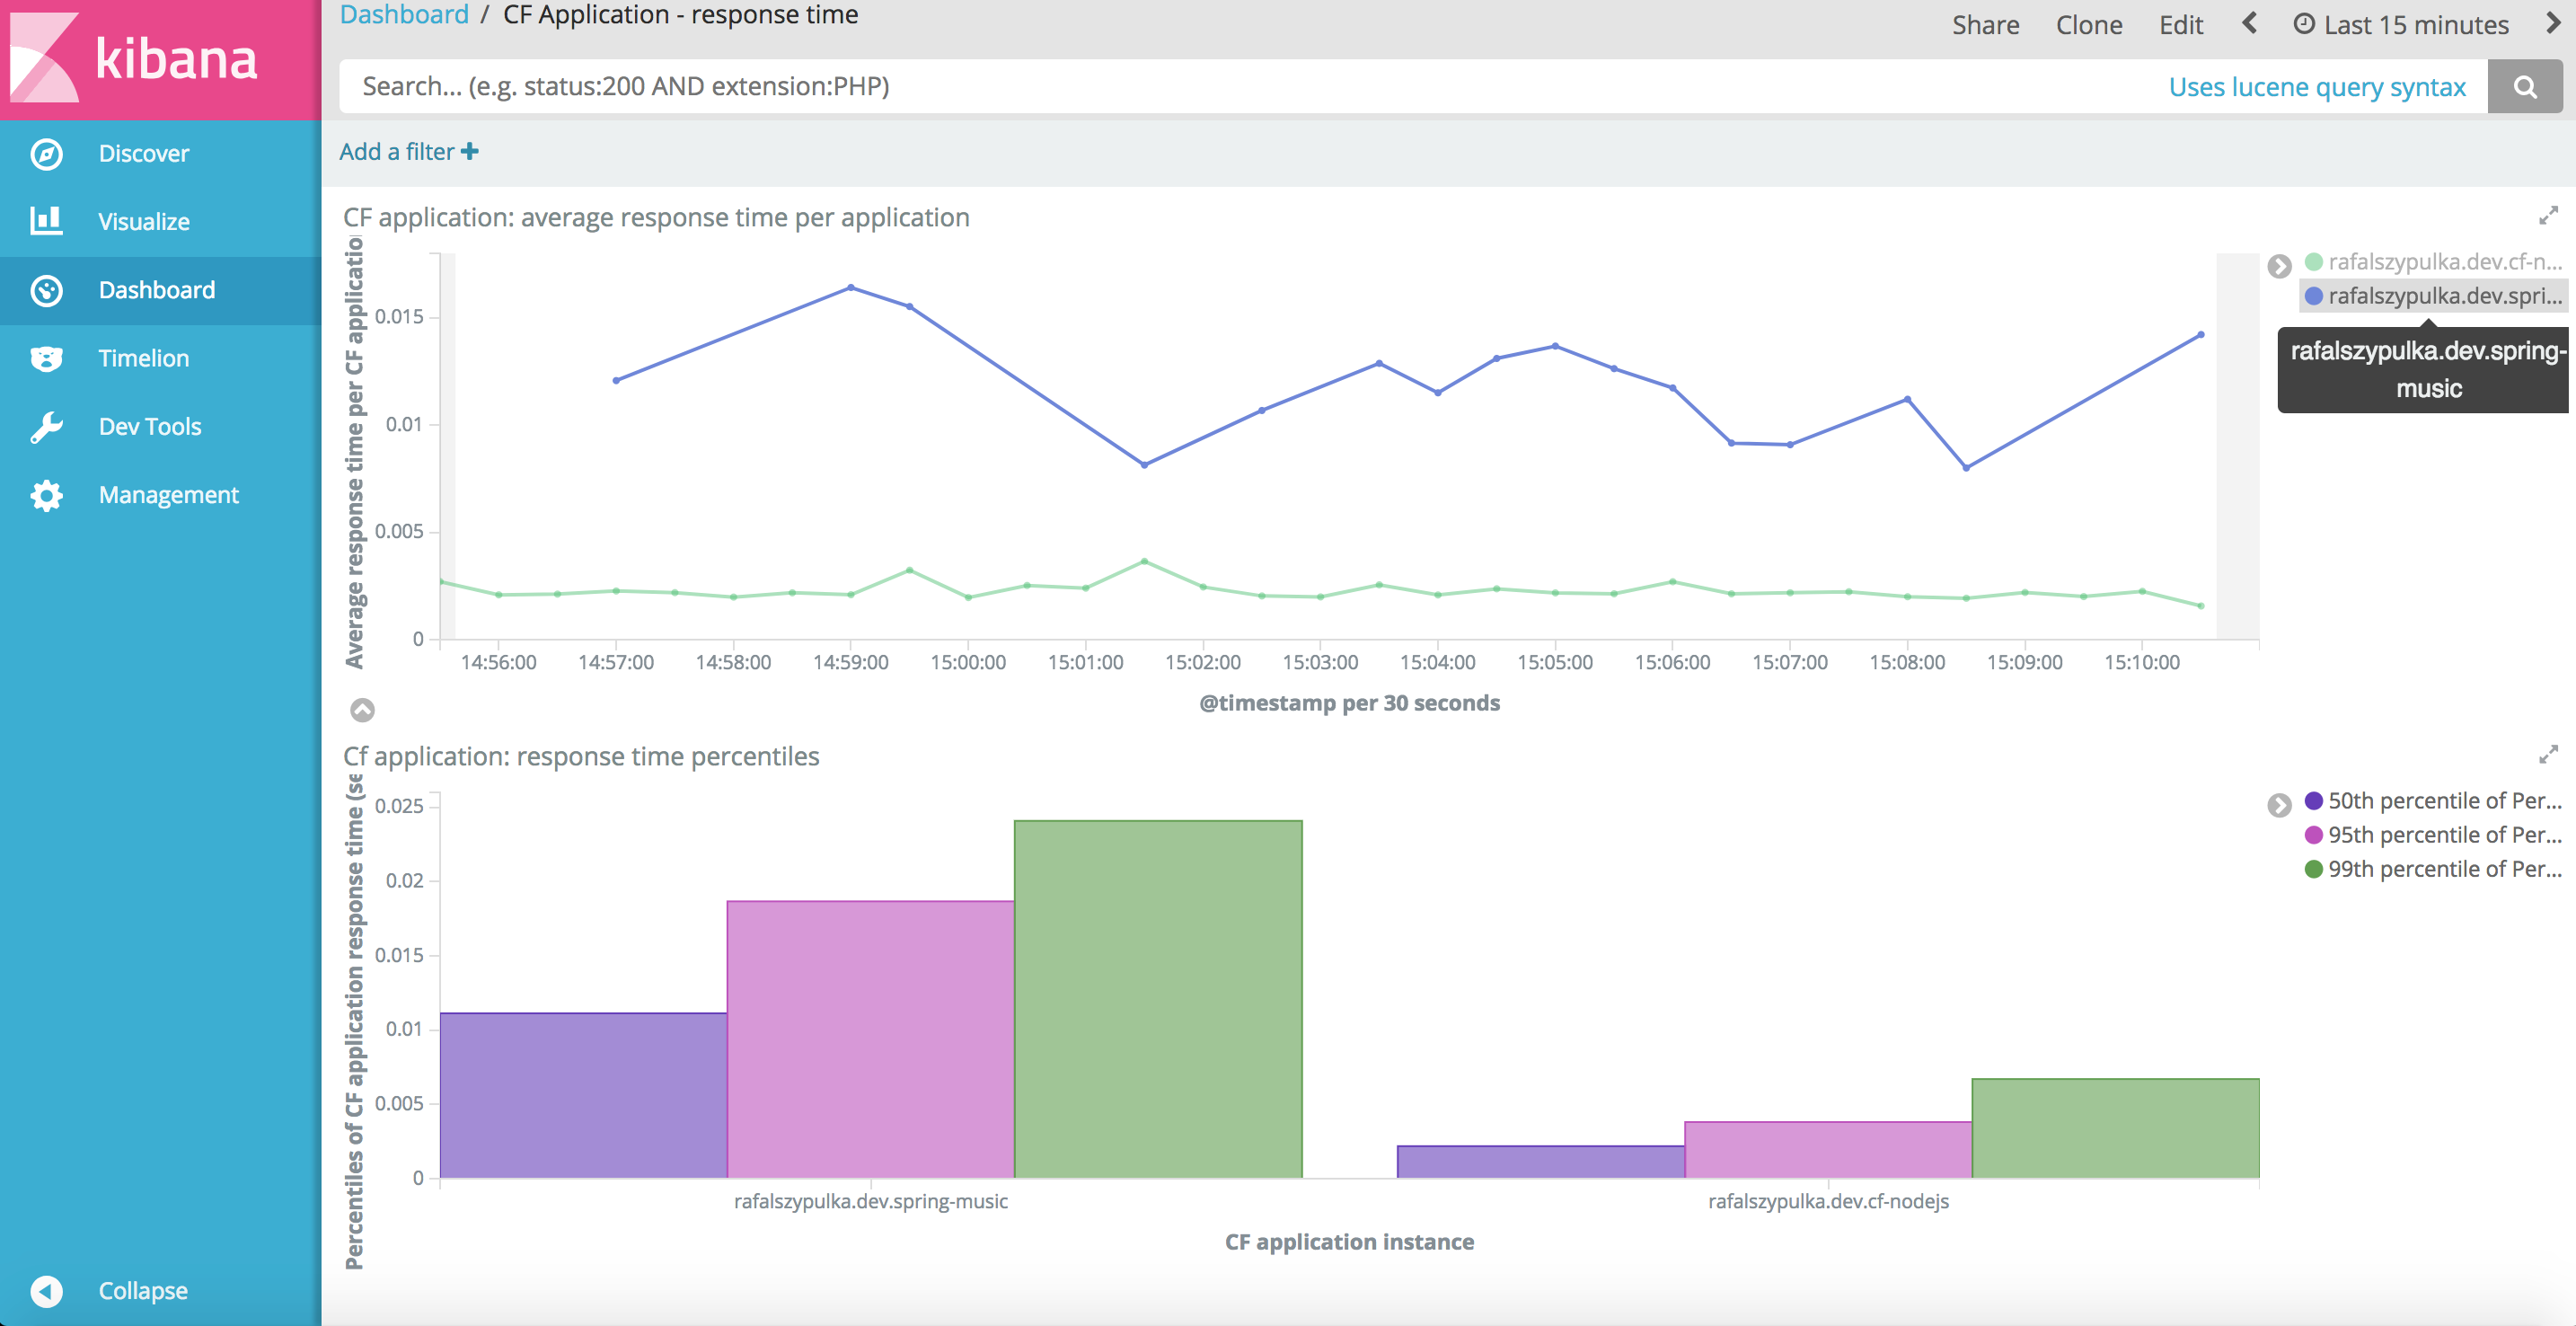 kibana
Discover
Visualize
Dashboard
Timelion
Dev Tools
Management
Collapse
Dashboard / CF Application - response time
Share Clone Edit Last 15 minutes
Search... (e.g. status:200 AND extension:PHP)
Uses lucene query syntax
Add a filter
CF application: average response time per application
Average response time per CF applicatio
0.015
0.01
0.005
0
14:56:00 14:57:00 14:58:00 14:59:00 15:00:00 15:01:00 15:02:00 15:03:00 15:04:00 15:05:00 15:06:00 15:07:00 15:08:00 15:09:00 15:10:00
@timestamp per 30 seconds
rafalszypulka.dev.cf-n...
rafalszypulka.dev.spri...
rafalszypulka.dev.spring-
music
Cf application: response time percentiles
Percentiles of CF application response time (se
0.025
0.02
0.015
0.01
0.005
0
rafalszypulka.dev.spring-music
rafalszypulka.dev.cf-nodejs
CF application instance
50th percentile of Per...
95th percentile of Per...
99th percentile of Per...